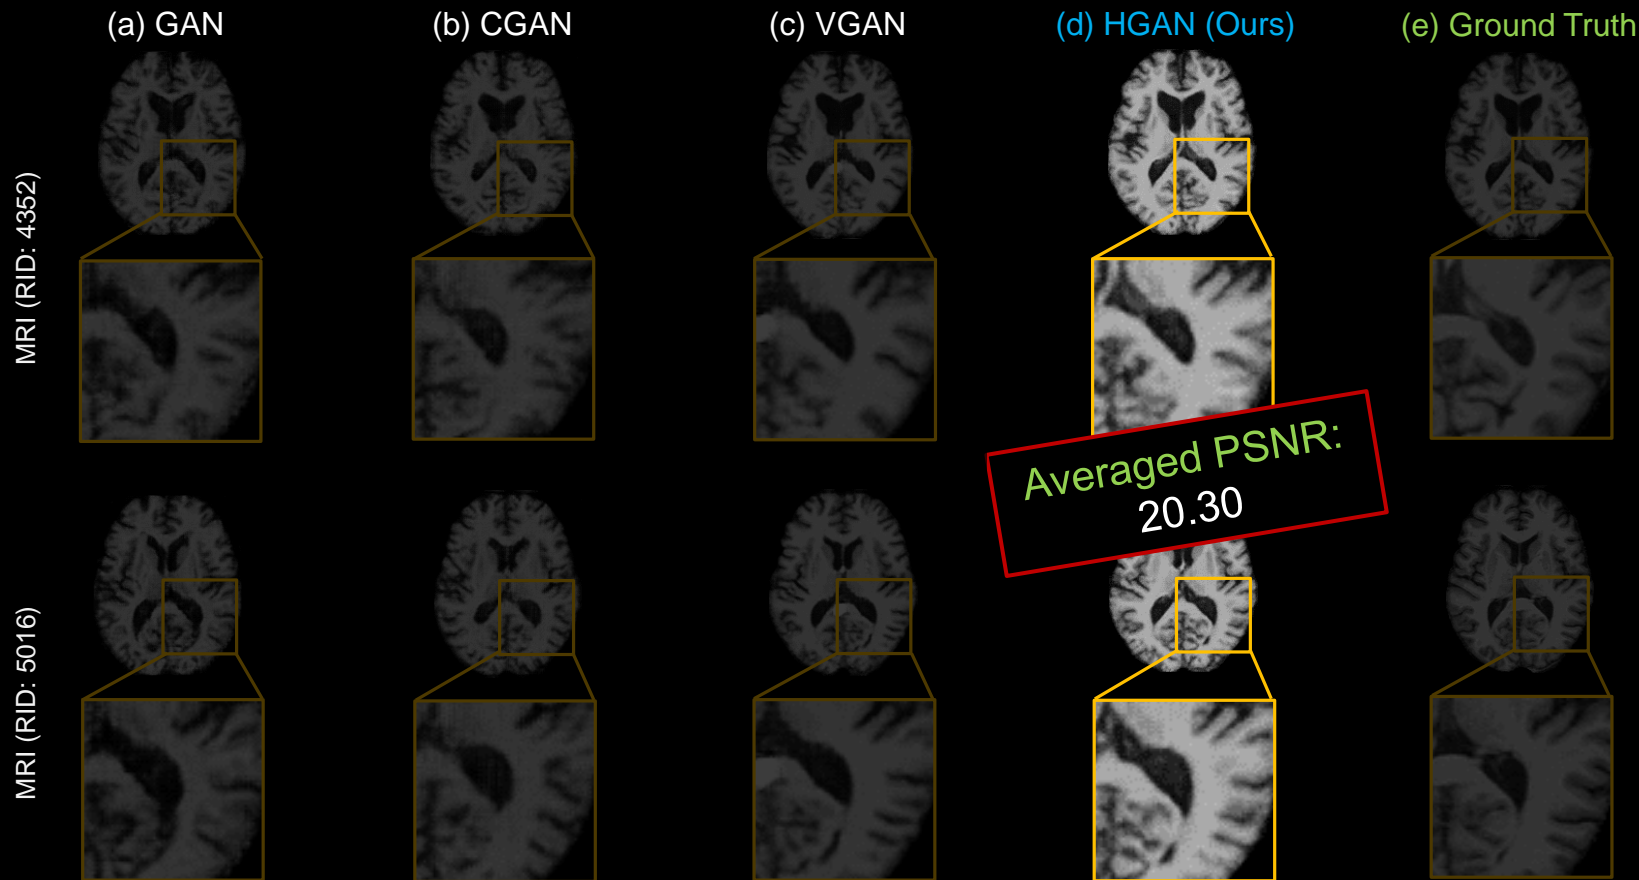 (a) GAN
(b) CGAN
(c) VGAN
(d) HGAN (Ours)
(e) Ground Truth
MRI (RID: 4352)
Averaged PSNR:
20.30
MRI (RID: 5016)